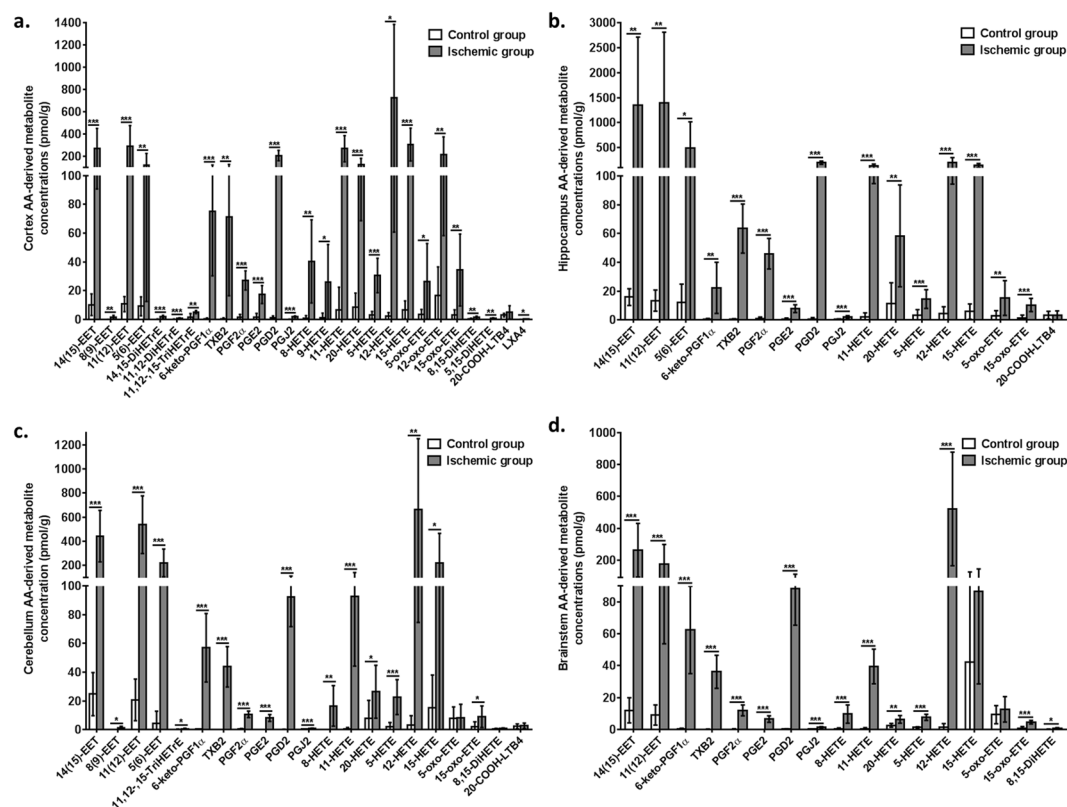 a.
Cortex AA-derived metabolite
concentrations (pmol/g)
1400
1200
1000
800
600
400
200
100
80
60
40
20
0
Control group
Ischemic group
*** ** *** ** *** *** ** *** ** *** *** *** *** ** * *** *** *** * *** * ** ** ** ** *
14(15)-EET
8(9)-EET
11(12)-EET
5(6)-EET
14,15-DiHETrE
11,12-DiHETrE
11,12-,15-TriHETrE
6-keto-PGF1α
TXB2
PGF2α
PGE2
PGD2
PGJ2
8-HETE
9-HETE
11-HETE
20-HETE
5-HETE
12-HETE
15-HETE
5-oxo-ETE
12-oxo-ETE
15-oxo-ETE
8,15-DiHETE
5,15-DiHETE
20-COOH-LTB4
LXA4
b.
Hippocampus AA-derived metabolite
concentrations (pmol/g)
3000
2500
2000
1500
1000
500
100
80
60
40
20
0
Control group
Ischemic group
** ** * ** *** *** *** *** *** *** ** *** *** *** ** ***
14(15)-EET
11(12)-EET
5(6)-EET
6-keto-PGF1α
TXB2
PGF2α
PGE2
PGD2
PGJ2
11-HETE
20-HETE
5-HETE
12-HETE
15-HETE
5-oxo-ETE
15-oxo-ETE
20-COOH-LTB4
c.
Cerebellum AA-derived metabolite
concentration (pmol/g)
1200
1000
800
600
400
200
100
80
60
40
20
0
Control group
Ischemic group
*** * *** *** * *** *** *** *** *** *** ** *** * *** ** * *
14(15)-EET
8(9)-EET
11(12)-EET
5(6)-EET
11,12-,15-TriHETrE
6-keto-PGF1α
TXB2
PGF2α
PGE2
PGD2
PGJ2
8-HETE
11-HETE
20-HETE
5-HETE
12-HETE
15-HETE
5-oxo-ETE
15-oxo-ETE
8,15-DiHETE
20-COOH-LTB4
d.
Brainstem AA-derived metabolite
concentrations (pmol/g)
1000
800
600
400
200
80
60
40
20
0
Control group
Ischemic group
*** *** *** *** *** *** *** *** *** *** ** *** *** *** *
14(15)-EET
11(12)-EET
6-keto-PGF1α
TXB2
PGF2α
PGE2
PGD2
PGJ2
8-HETE
11-HETE
20-HETE
5-HETE
12-HETE
15-HETE
5-oxo-ETE
15-oxo-ETE
8,15-DiHETE